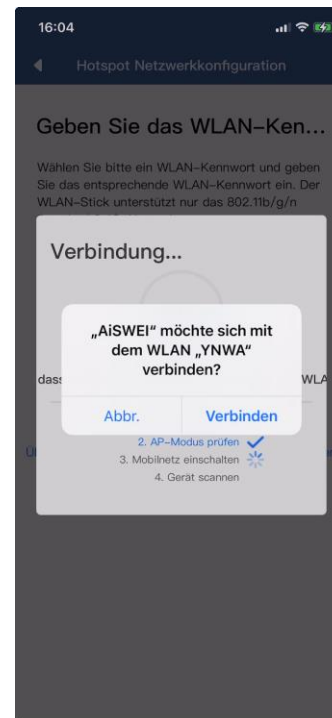 16:04
Hotspot Netzwerkkonfiguration
Geben Sie das WLAN-Ken...
Wählen Sie bitte ein WLAN-Kennwort und geben
Sie das entsprechende WLAN-Kennwort ein. Der
WLAN-Stick unterstützt nur das 802.11b/g/n
Verbindung...
„AiSWEI" möchte sich mit
dem WLAN „YNWA"
verbinden?
Abbr.
Verbinden
2. AP-Modus prüfen
3. Mobilnetz einschalten
4. Gerät scannen